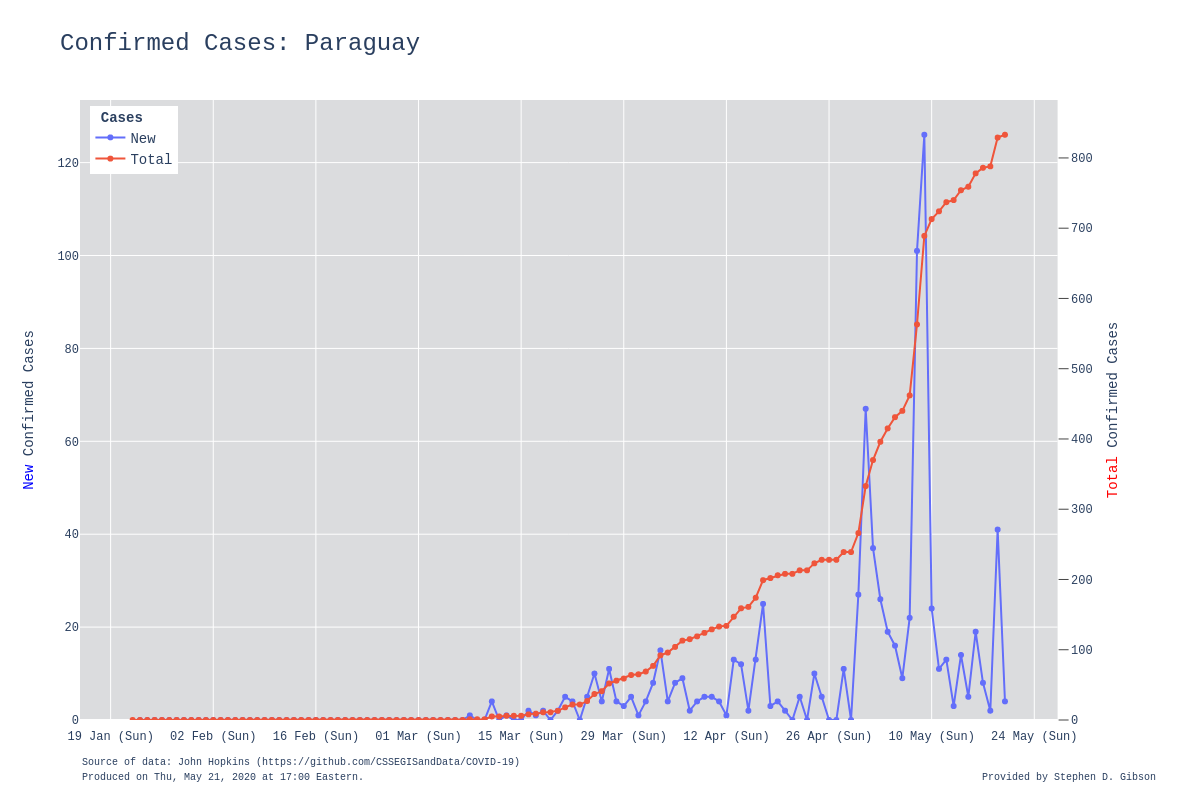 Confirmed Cases: Paraguay
Cases
New
Total
120
100
80
60
40
20
0
New Confirmed Cases
800
700
600
500
400
300
200
100
0
Total Confirmed Cases
19 Jan (Sun) 02 Feb (Sun) 16 Feb (Sun) 01 Mar (Sun) 15 Mar (Sun) 29 Mar (Sun) 12 Apr (Sun) 26 Apr (Sun) 10 May (Sun) 24 May (Sun)
Source of data: John Hopkins (https://github.com/CSSEGISandData/COVID-19)
Produced on Thu, May 21, 2020 at 17:00 Eastern.
Provided by Stephen D. Gibson